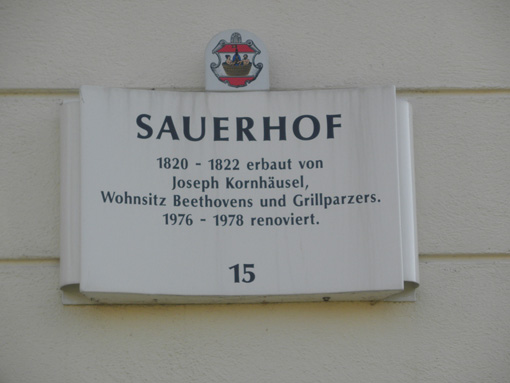 SAUERHOF
1820 - 1822 erbaut von
Joseph Kornhäusel,
Wohnsitz Beethovens und Grillparzers.
1976 - 1978 renoviert.
15